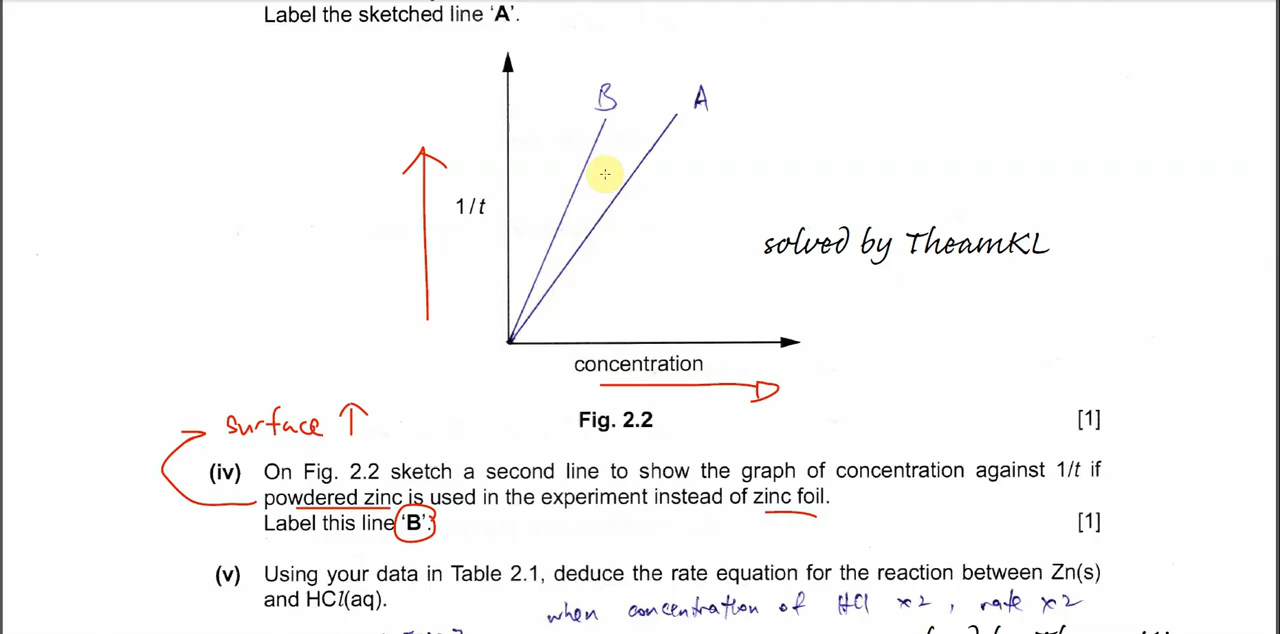 Label the sketched line ‘A’.
B
A
1/t
solved by TheamKL
concentration
Surface ↑
Fig. 2.2
[1]
(iv) On Fig. 2.2 sketch a second line to show the graph of concentration against 1/t if
powdered zinc is used in the experiment instead of zinc foil.
Label this line ‘B’.
[1]
(v) Using your data in Table 2.1, deduce the rate equation for the reaction between Zn(s)
and HCl(aq).
when concentration of HCl x2, rate x2